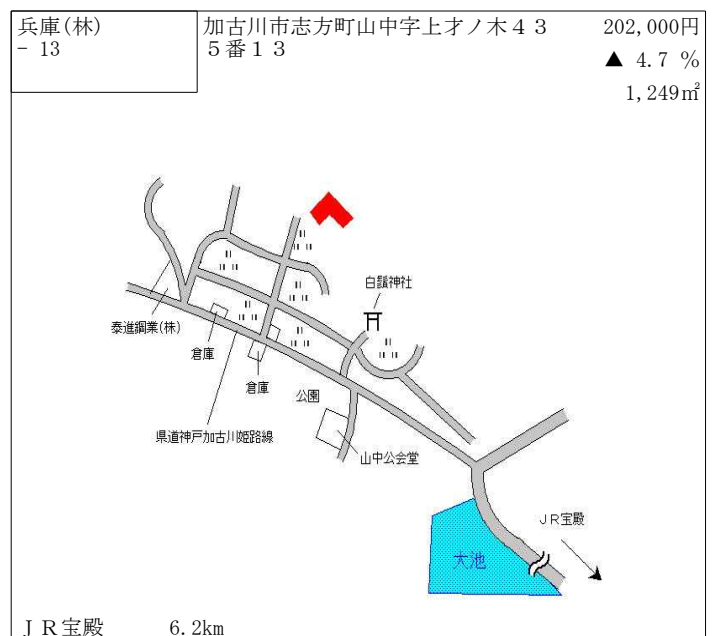 兵庫(林)
- 13
加古川市志方町山中字上才ノ木４３
５番１３
202,000円
▲ 4.7 %
1,249㎡
白鬚神社
泰進鋼業(株)
倉庫
倉庫
公園
県道神戸加古川姫路線
山中公会堂
ＪＲ宝殿
大池
ＪＲ宝殿 6.2km